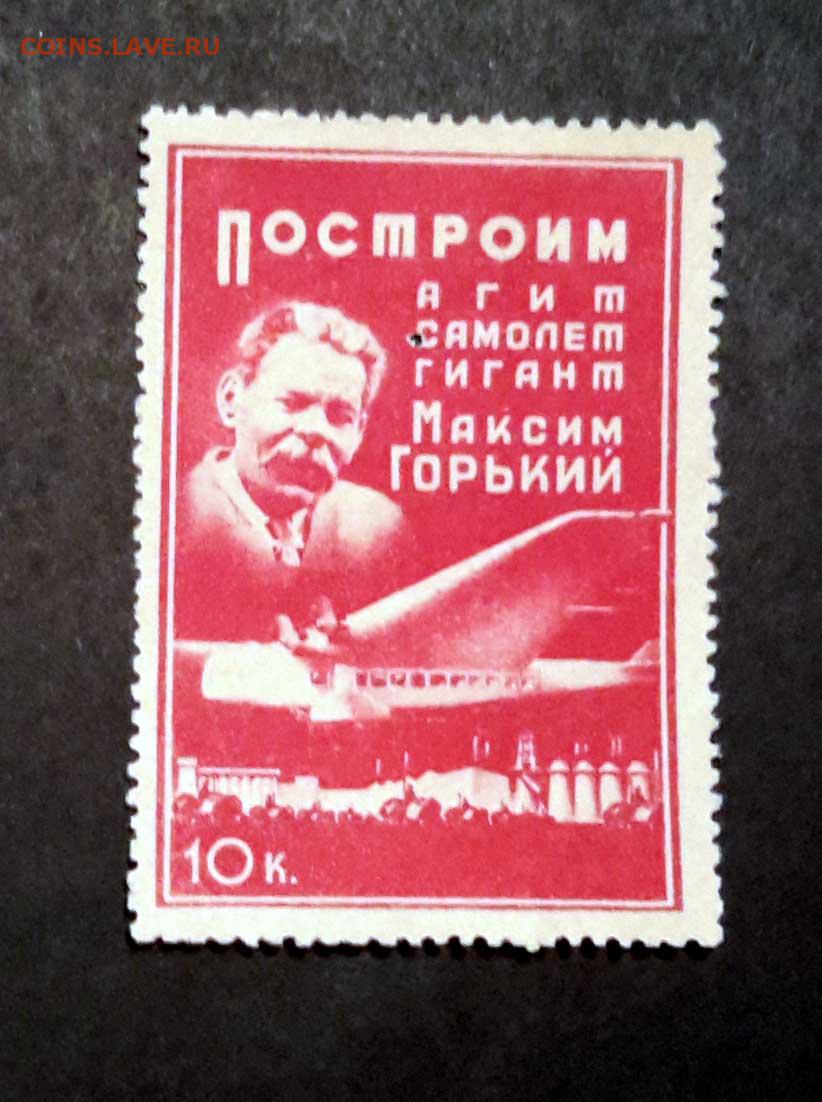 COINS.LAVE.RU
ПОСТРОИМ
АГИТ
САМОЛЕТ
ГИГАНТ
МАКСИМ
ГОРЬКИЙ
10 К.